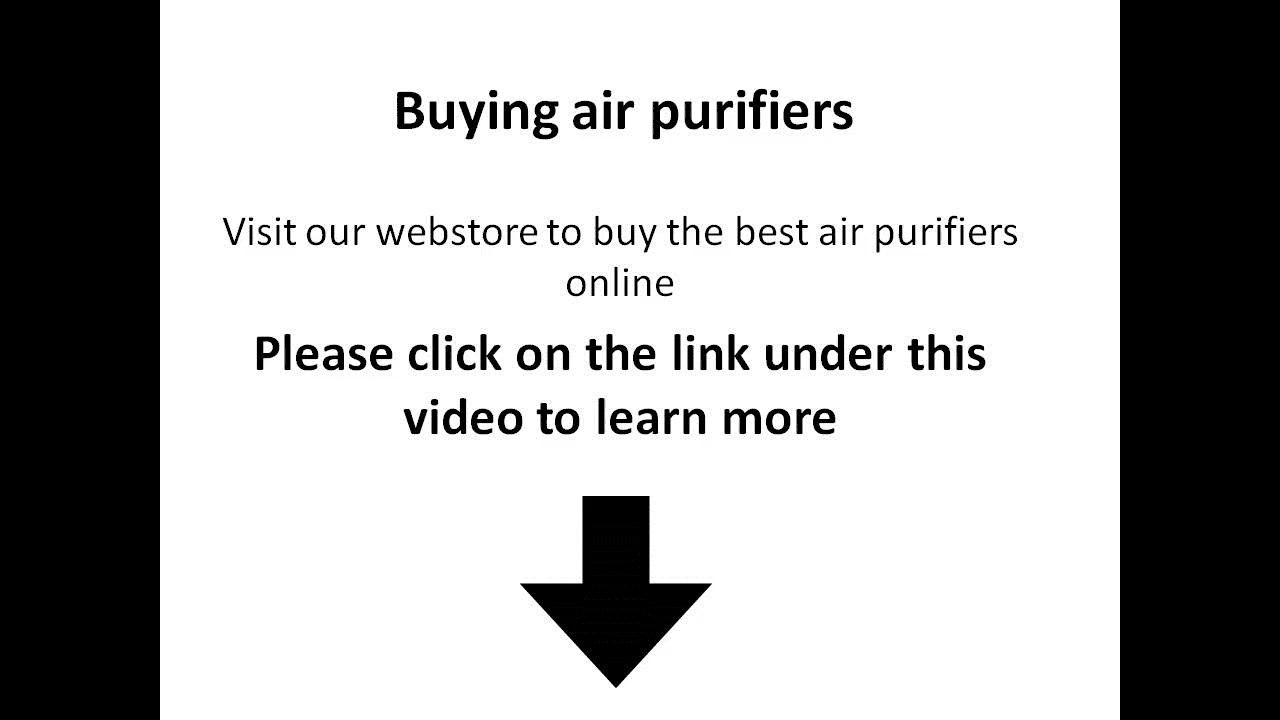 Buying air purifiers
Visit our webstore to buy the best air purifiers
online
Please click on the link under this
video to learn more